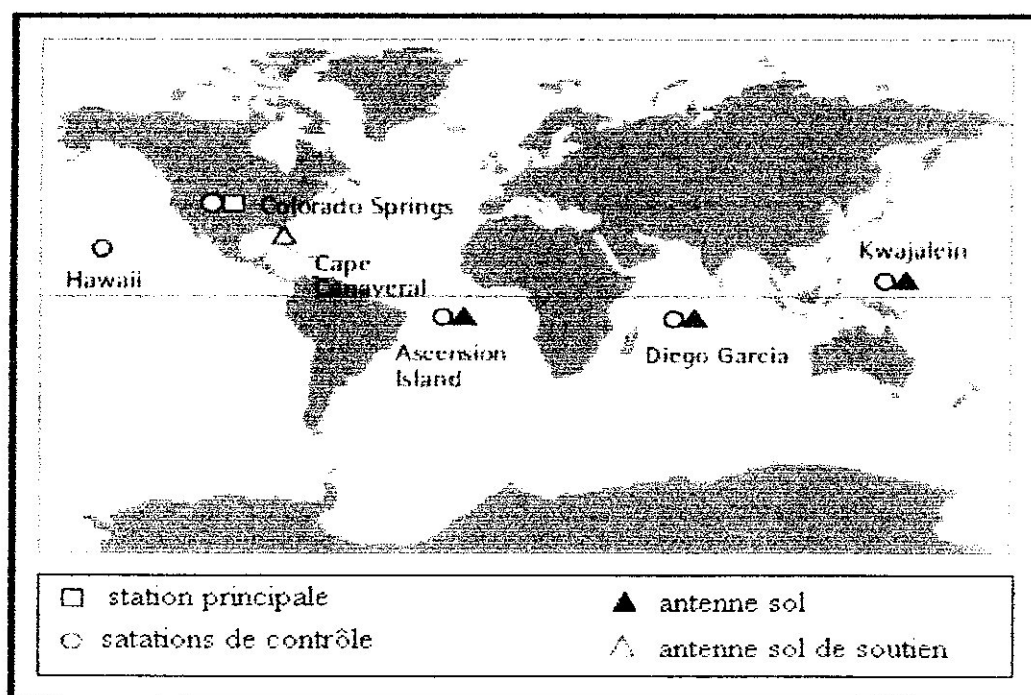 Colorado Springs
Kwajalein
Hawaii
Cape
Canaveral
Ascension
Island
Diego Garcia
station principale
antenne sol
satations de contrôle
antenne sol de soutien